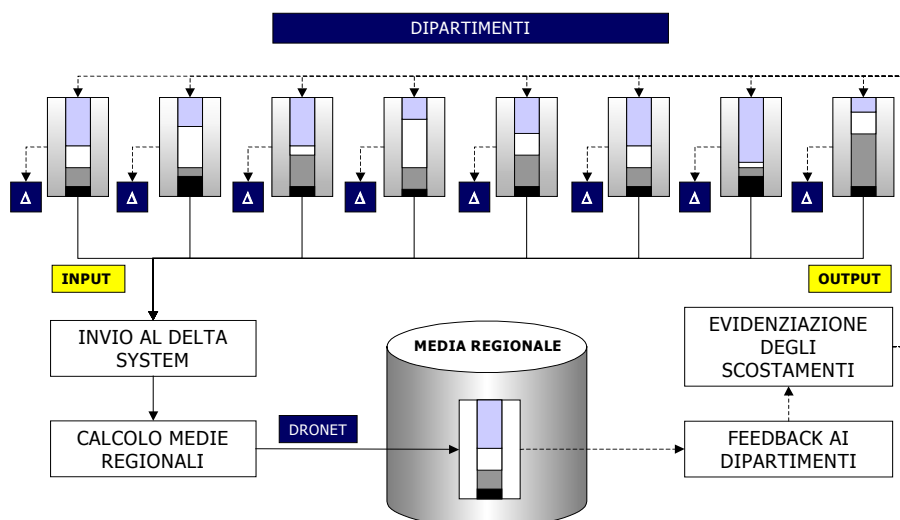 DIPARTIMENTI
Δ
Δ
Δ
Δ
Δ
Δ
Δ
Δ
INPUT
OUTPUT
INVIO AL DELTA
SYSTEM
MEDIA REGIONALE
EVIDENZIAZIONE
DEGLI
SCOSTAMENTI
CALCOLO MEDIE
REGIONALI
DRONET
FEEDBACK AI
DIPARTIMENTI